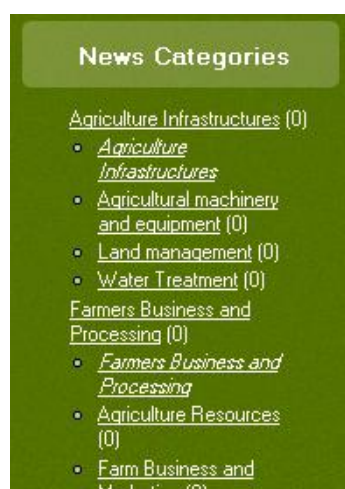 News Categories
Agriculture Infrastructures (0)
Agriculture
Infrastructures
Agricultural machinery
and equipment (0)
Land management (0)
Water Treatment (0)
Farmers Business and
Processing (0)
Farmers Business and
Processing
Agriculture Resources
(0)
Farm Business and